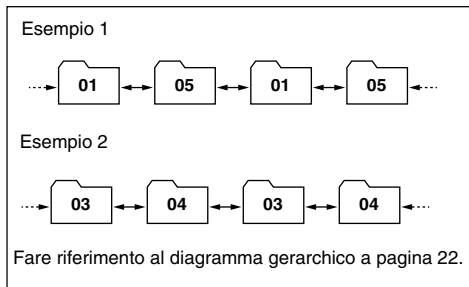 Esempio 1
01 05 01 05
Esempio 2
03 04 03 04
Fare riferimento al diagramma gerarchico a pagina 22.